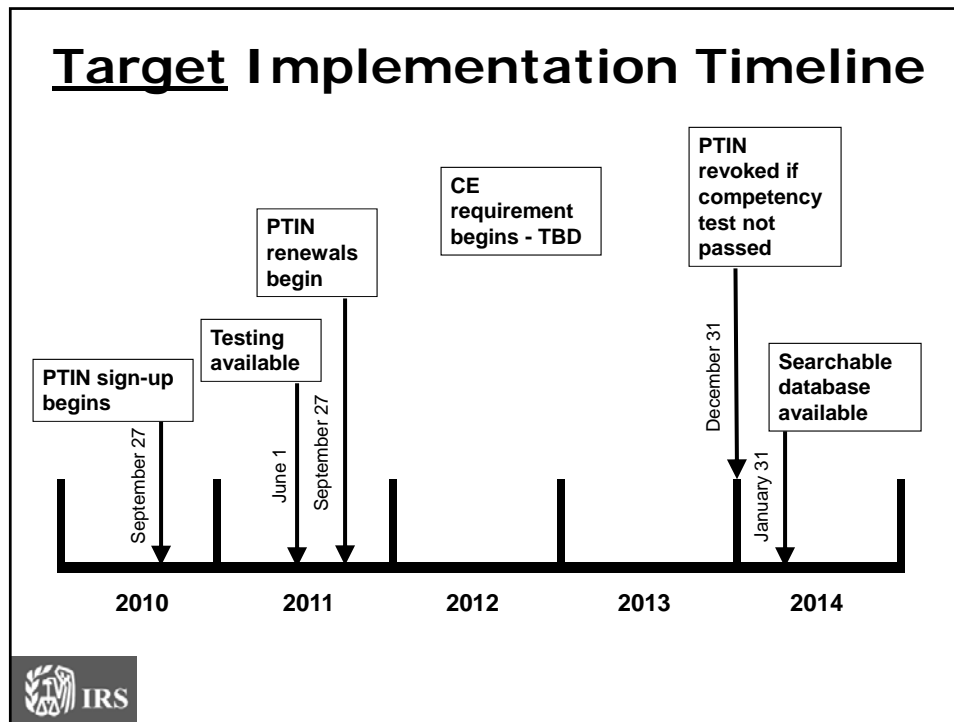 Target Implementation Timeline
PTIN sign-up
begins
September 27
Testing
available
June 1
PTIN
renewals
begin
September 27
CE
requirement
begins - TBD
PTIN
revoked if
competency
test not
passed
December 31
Searchable
database
available
January 31
2010
2011
2012
2013
2014
IRS